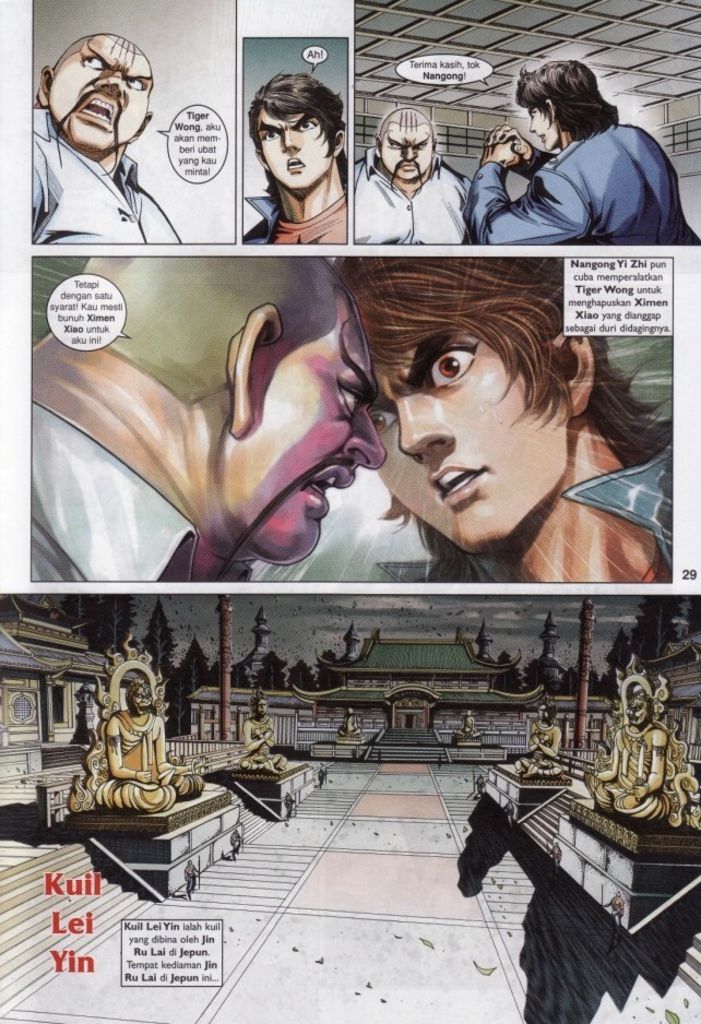 Tiger
Wong, aku
akan mem-
beri ubat
yang kau
minta!
Ah!
Terima kasih, tok
Nangong!
Tetapi
dengan satu
syarat! Kau mesti
bunuh Ximen
Xiao untuk
aku ini!
Nangong Yi Zhi pun
cuba memperalatkan
Tiger Wong untuk
menghapuskan Ximen
Xiao yang dianggap
sebagai duri didagingnya.
29
Kuil
Lei
Yin
Kuil Lei Yin ialah kuil
yang dibina oleh Jin
Ru Lai di Jepun.
Tempat kediaman Jin
Ru Lai di Jepun ini...